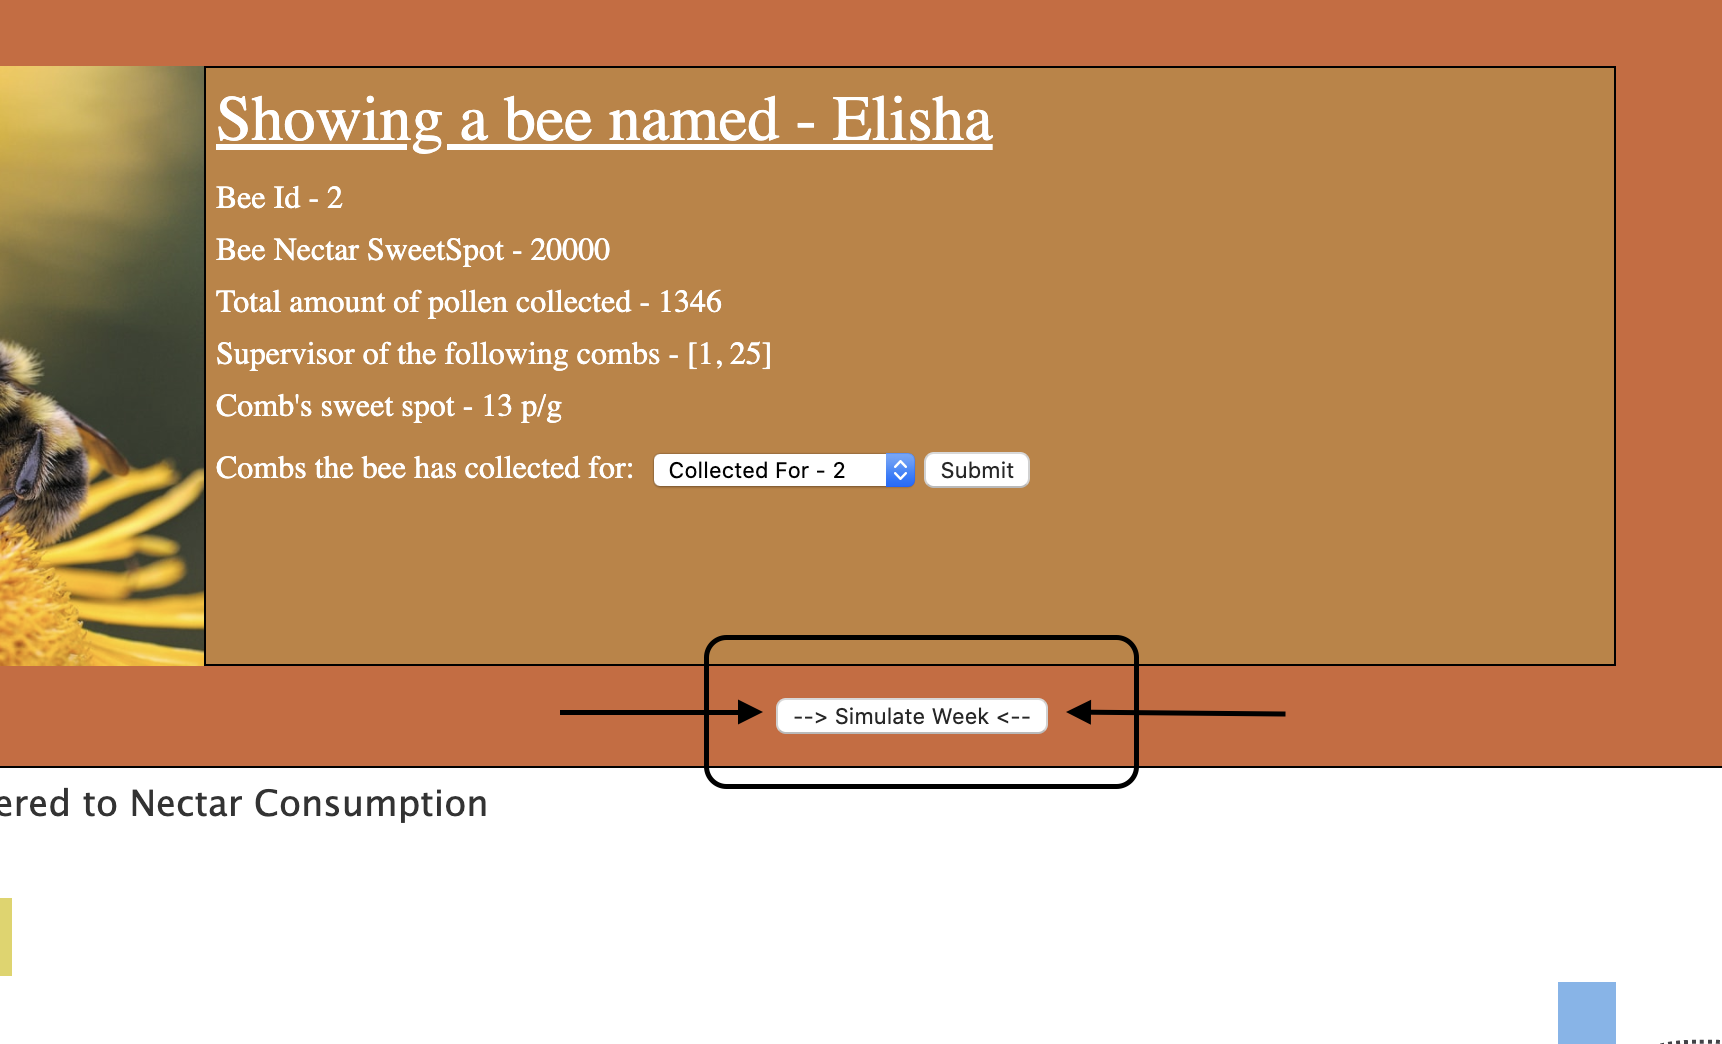 Showing a bee named - Elisha
Bee Id - 2
Bee Nectar SweetSpot - 20000
Total amount of pollen collected - 1346
Supervisor of the following combs - [1, 25]
Comb's sweet spot - 13 p/g
Combs the bee has collected for: Collected For - 2 Submit
--> Simulate Week <--
ered to Nectar Consumption